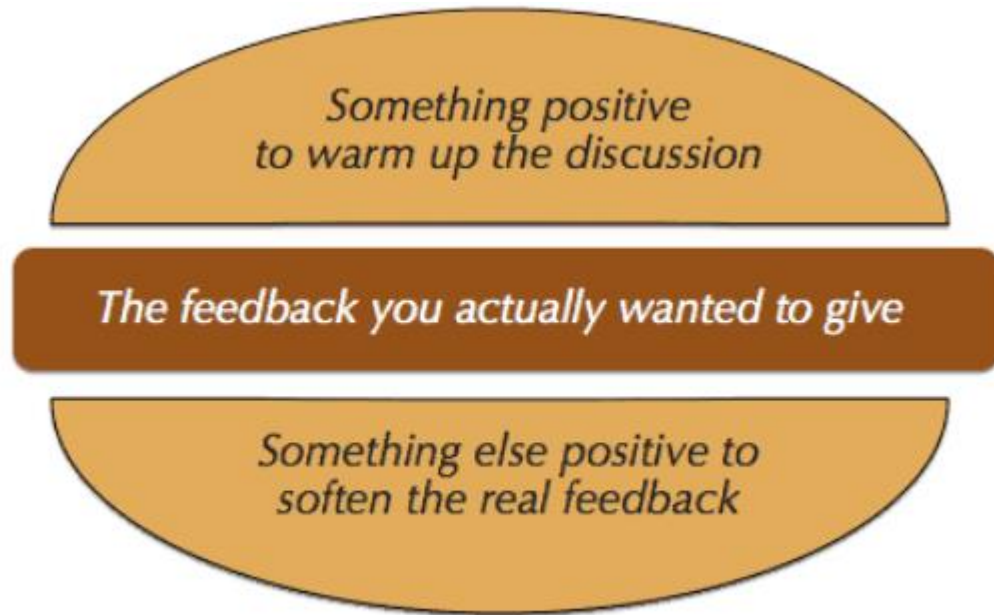 Something positive
to warm up the discussion
The feedback you actually wanted to give
Something else positive to
soften the real feedback